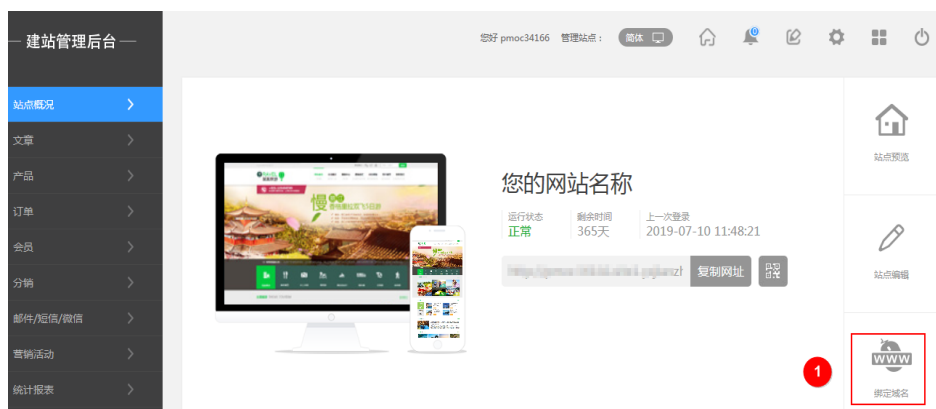 建站管理后台
您好 pmoc34166 管理站点： 简体
站点概况
文章
产品
订单
会员
分销
邮件/短信/微信
营销活动
统计报表
慢
您的网站名称
运行状态 剩余时间 上一次登录
正常 365天 2019-07-10 11:48:21
复制网址
站点预览
站点编辑
1
WWW
绑定域名